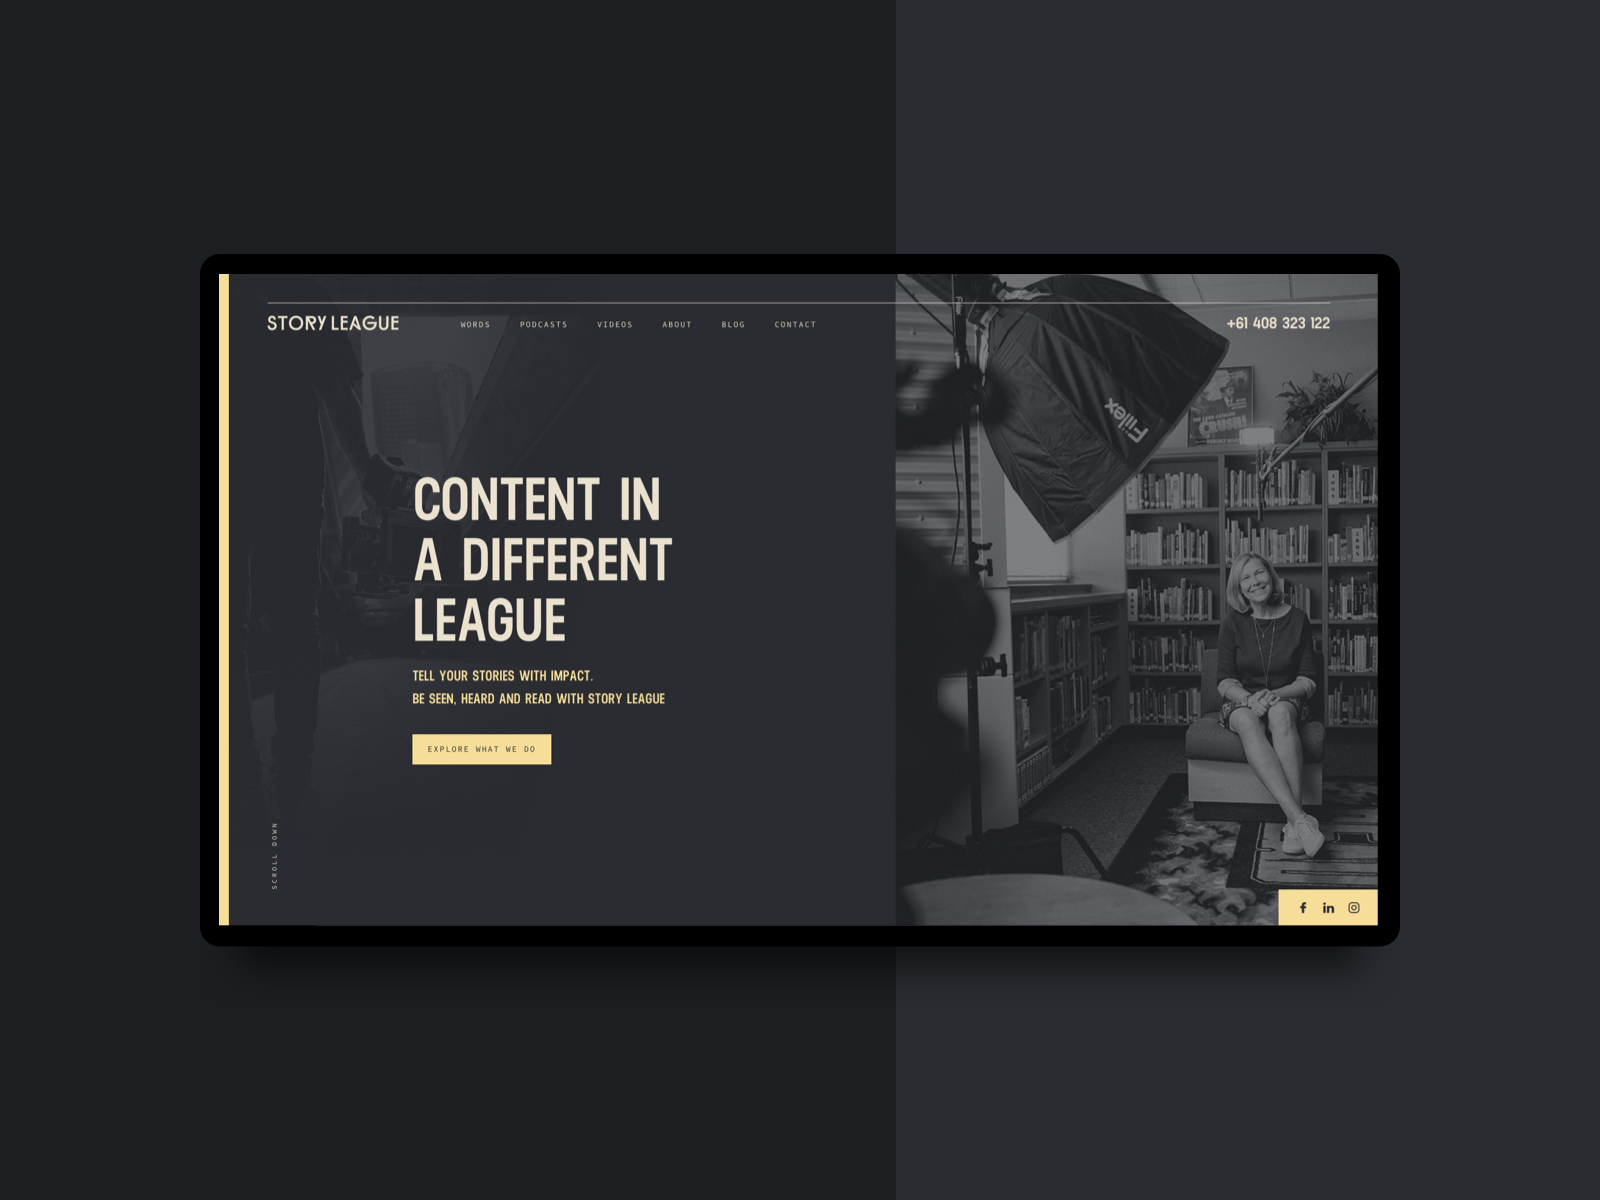 STORY LEAGUE
WORDS PODCASTS VIDEOS ABOUT BLOG CONTACT
+61 408 323 122
CONTENT IN
A DIFFERENT
LEAGUE
TELL YOUR STORIES WITH IMPACT.
BE SEEN, HEARD AND READ WITH STORY LEAGUE
EXPLORE WHAT WE DO
SCROLL DOWN
Fiilex
CRUSH!
f in